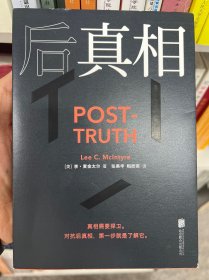 后真相
POST-
TRUTH
Lee C. McIntyre
[美] 李·麦金太尔 著
真相需要捍卫。
对抗后真相，第一步就是了解它。